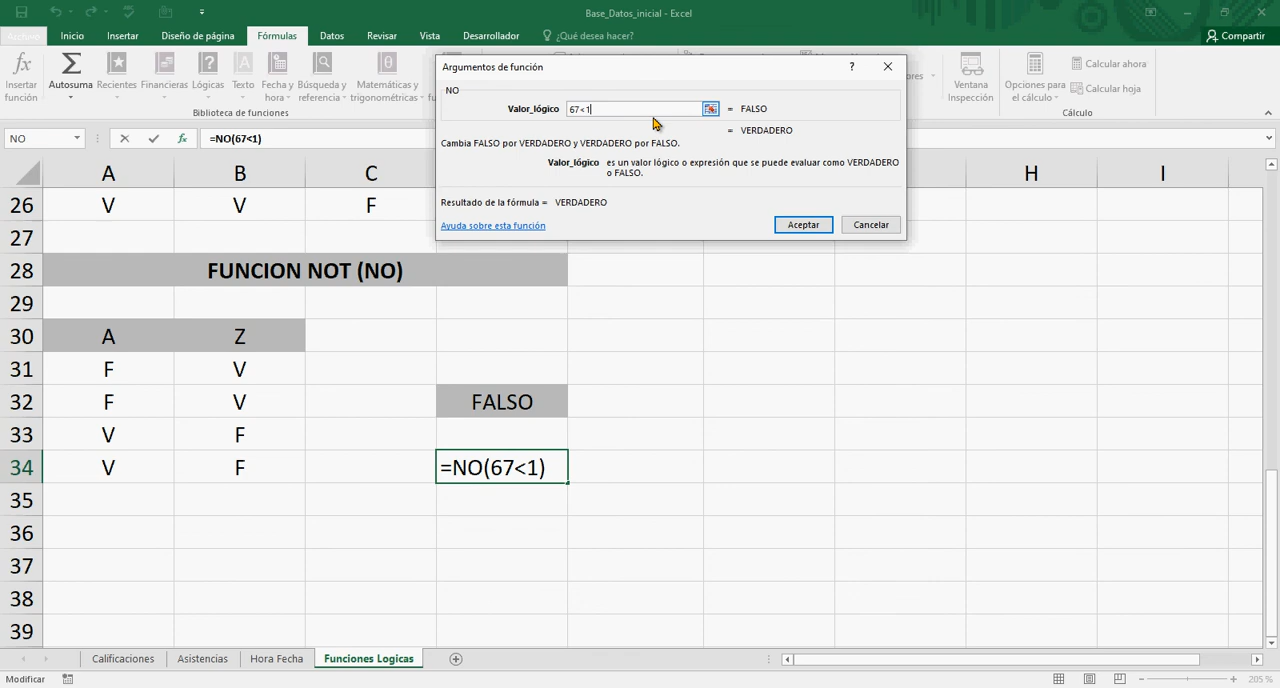 Base_Datos_inicial - Excel
Archivo Inicio Insertar Diseño de página Fórmulas Datos Revisar Vista Desarrollador ¿Qué desea hacer? Compartir
fx Insertar función
Autosuma
Recientes
Financieras
Lógicas
Texto
Fecha y hora
Búsqueda y referencia
Matemáticas y trigonométricas
Ventana Inspección
Opciones para el cálculo
Calcular ahora
Calcular hoja
Biblioteca de funciones
Cálculo
Argumentos de función
?
NO
Valor_lógico 67<1 = FALSO
= VERDADERO
Cambia FALSO por VERDADERO y VERDADERO por FALSO.
Valor_lógico es un valor lógico o expresión que se puede evaluar como VERDADERO
o FALSO.
Resultado de la fórmula = VERDADERO
Ayuda sobre esta función
Aceptar Cancelar
NO fx =NO(67<1)
A B C H I
26 V V F
27
28 FUNCION NOT (NO)
29
30 A Z
31 F V
32 F V FALSO
33 V F
34 V F =NO(67<1)
35
36
37
38
39
Calificaciones Asistencias Hora Fecha Funciones Logicas
Modificar
205 %